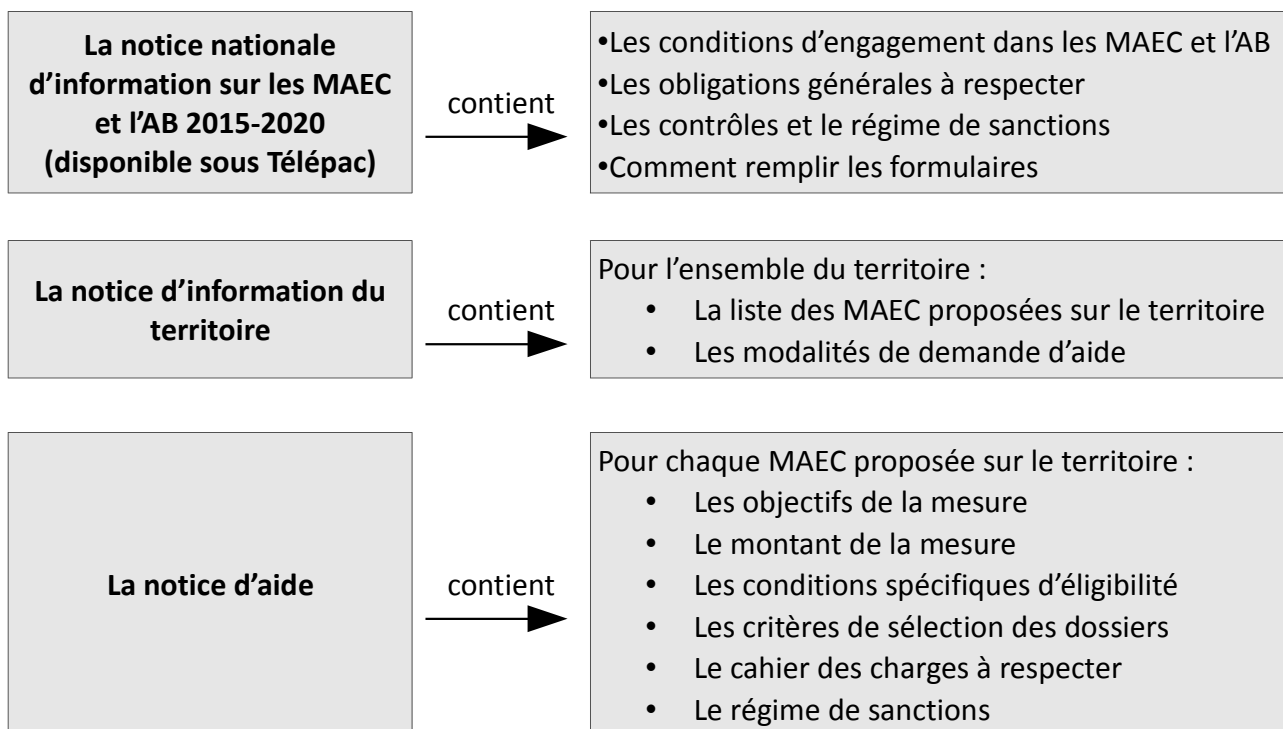 La notice nationale
d’information sur les MAEC
et l’AB 2015-2020
(disponible sous Télépac)
contient
•Les conditions d’engagement dans les MAEC et l’AB
•Les obligations générales à respecter
•Les contrôles et le régime de sanctions
•Comment remplir les formulaires
La notice d’information du
territoire
contient
Pour l’ensemble du territoire :
• La liste des MAEC proposées sur le territoire
• Les modalités de demande d’aide
La notice d’aide
contient
Pour chaque MAEC proposée sur le territoire :
• Les objectifs de la mesure
• Le montant de la mesure
• Les conditions spécifiques d’éligibilité
• Les critères de sélection des dossiers
• Le cahier des charges à respecter
• Le régime de sanctions